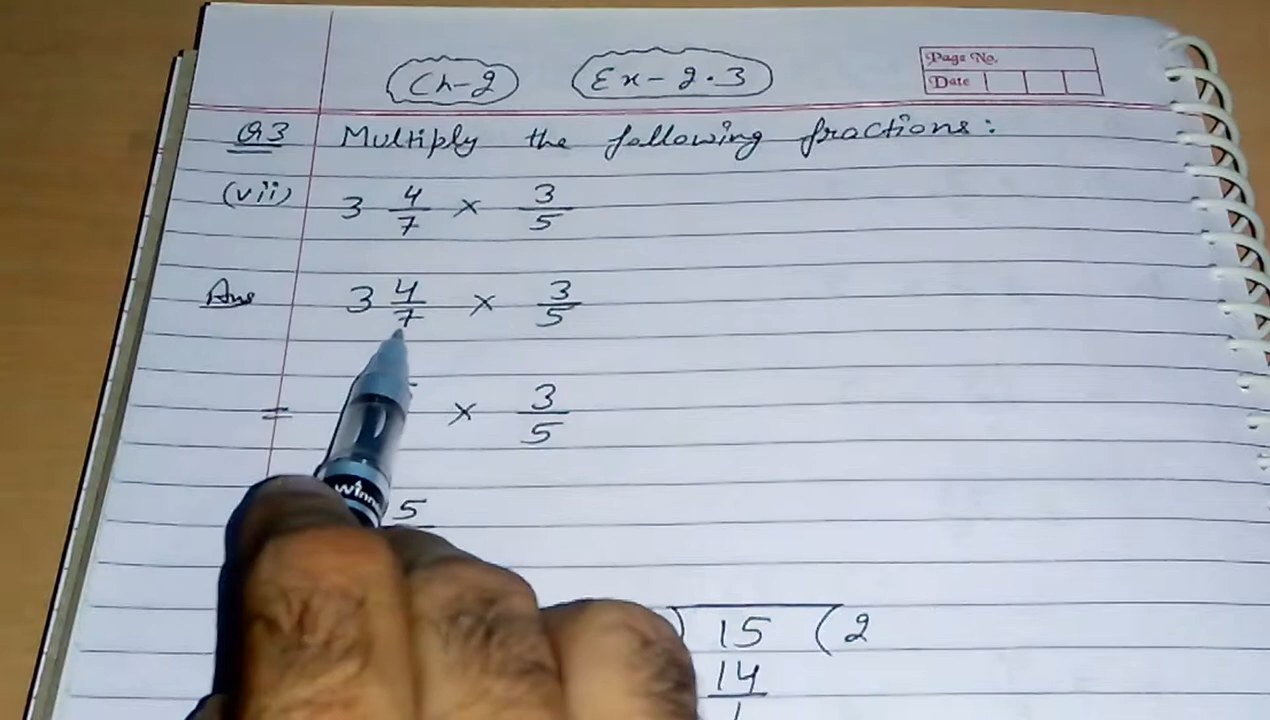 Ch-2 Ex-2.3
Page No.
Date
Q3 Multiply the following fractions:
(vii) 3 4/7 × 3/5
Ans 3 4/7 × 3/5
= × 3/5
5
) 15 ( 2
14
1